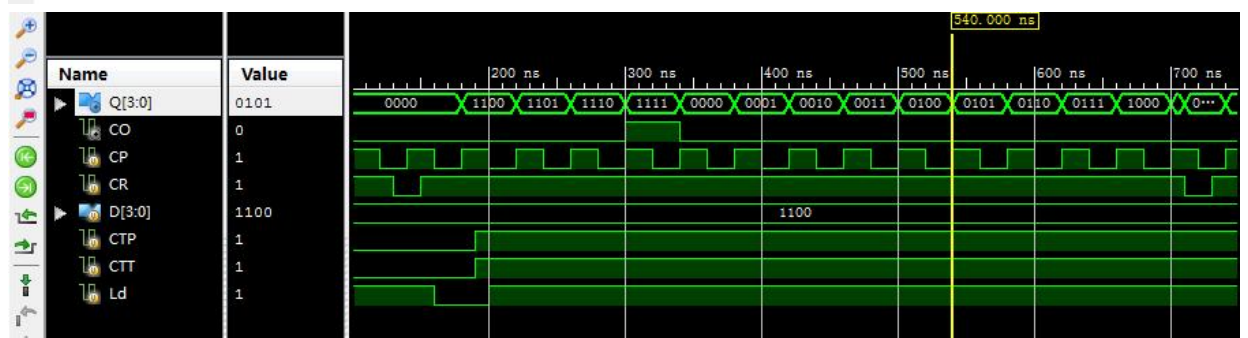 540.000 ns
Name Value
200 ns 300 ns 400 ns 500 ns 600 ns 700 ns
Q[3:0] 0101 0000 1100 1101 1110 1111 0000 0001 0010 0011 0100 0101 0110 0111 1000 0···
CO 0
CP 1
CR 1
D[3:0] 1100 1100
CTP 1
CTT 1
Ld 1